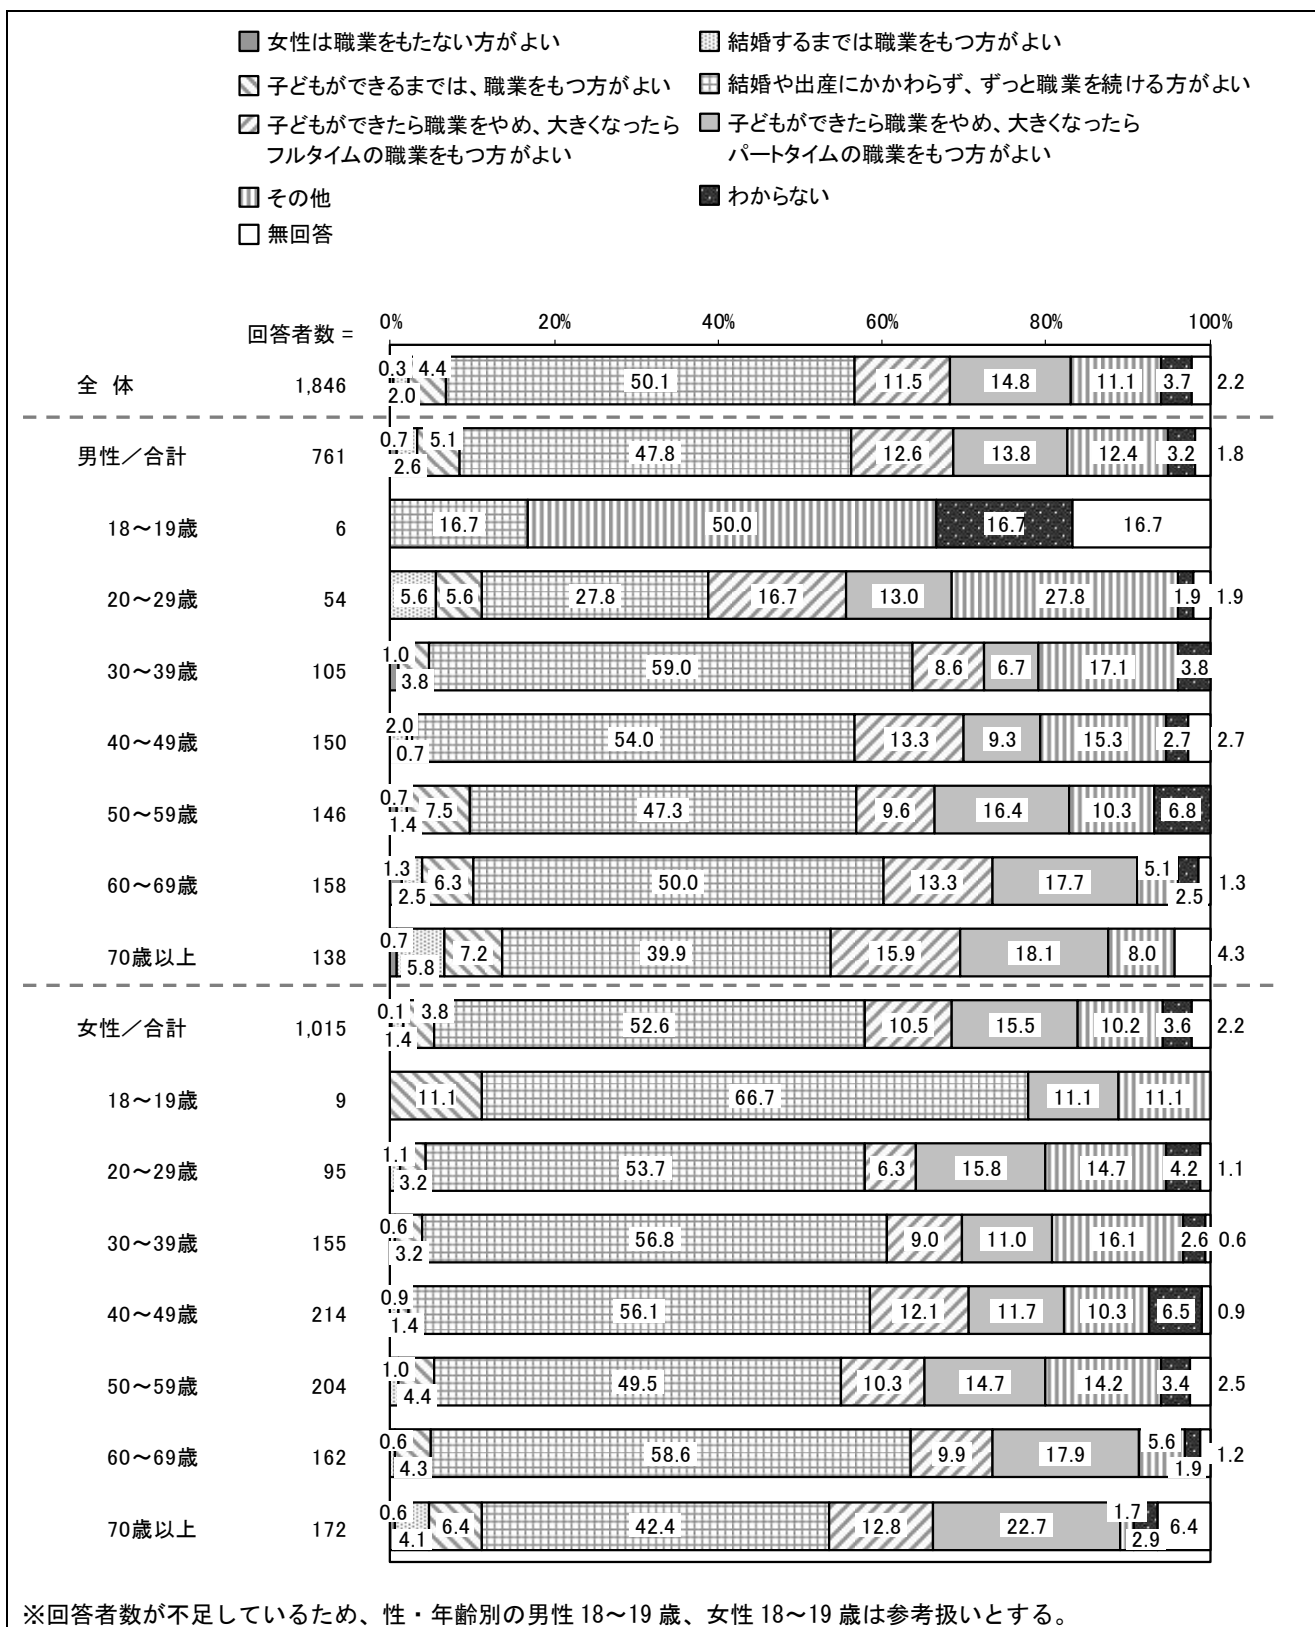 女性は職業をもたない方がよい
結婚するまでは職業をもつ方がよい
子どもができるまでは、職業をもつ方がよい
結婚や出産にかかわらず、ずっと職業を続ける方がよい
子どもができたら職業をやめ、大きくなったら
フルタイムの職業をもつ方がよい
子どもができたら職業をやめ、大きくなったら
パートタイムの職業をもつ方がよい
その他
わからない
無回答
回答者数 =
0% 20% 40% 60% 80% 100%
全 体 1,846 0.3 2.0 4.4 50.1 11.5 14.8 11.1 3.7 2.2
男性／合計 761 0.7 2.6 5.1 47.8 12.6 13.8 12.4 3.2 1.8
18～19歳 6 16.7 50.0 16.7 16.7
20～29歳 54 5.6 5.6 27.8 16.7 13.0 27.8 1.9 1.9
30～39歳 105 1.0 3.8 59.0 8.6 6.7 17.1 3.8
40～49歳 150 2.0 0.7 54.0 13.3 9.3 15.3 2.7 2.7
50～59歳 146 0.7 1.4 7.5 47.3 9.6 16.4 10.3 6.8
60～69歳 158 1.3 2.5 6.3 50.0 13.3 17.7 5.1 2.5 1.3
70歳以上 138 0.7 5.8 7.2 39.9 15.9 18.1 8.0 4.3
女性／合計 1,015 0.1 1.4 3.8 52.6 10.5 15.5 10.2 3.6 2.2
18～19歳 9 11.1 66.7 11.1 11.1
20～29歳 95 1.1 3.2 53.7 6.3 15.8 14.7 4.2 1.1
30～39歳 155 0.6 3.2 56.8 9.0 11.0 16.1 2.6 0.6
40～49歳 214 0.9 1.4 56.1 12.1 11.7 10.3 6.5 0.9
50～59歳 204 1.0 4.4 49.5 10.3 14.7 14.2 3.4 2.5
60～69歳 162 0.6 4.3 58.6 9.9 17.9 5.6 1.9 1.2
70歳以上 172 0.6 4.1 6.4 42.4 12.8 22.7 1.7 2.9 6.4
※回答者数が不足しているため、性・年齢別の男性 18～19 歳、女性 18～19 歳は参考扱いとする。